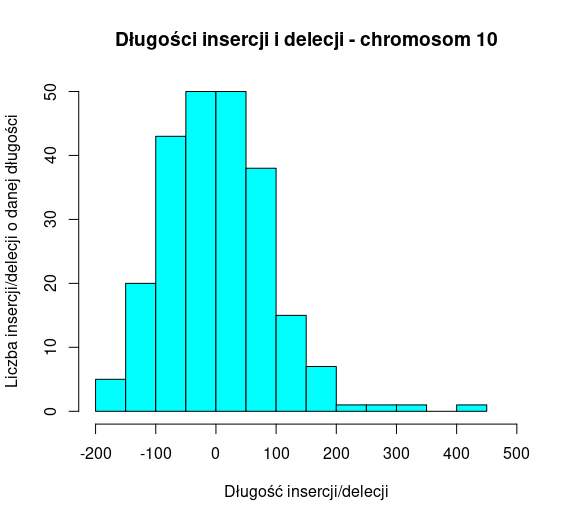 Długości insercji i delecji - chromosom 10
Liczba insercji/delecji o danej długości
50
40
30
20
10
0
-200 -100 0 100 200 300 400 500
Długość insercji/delecji